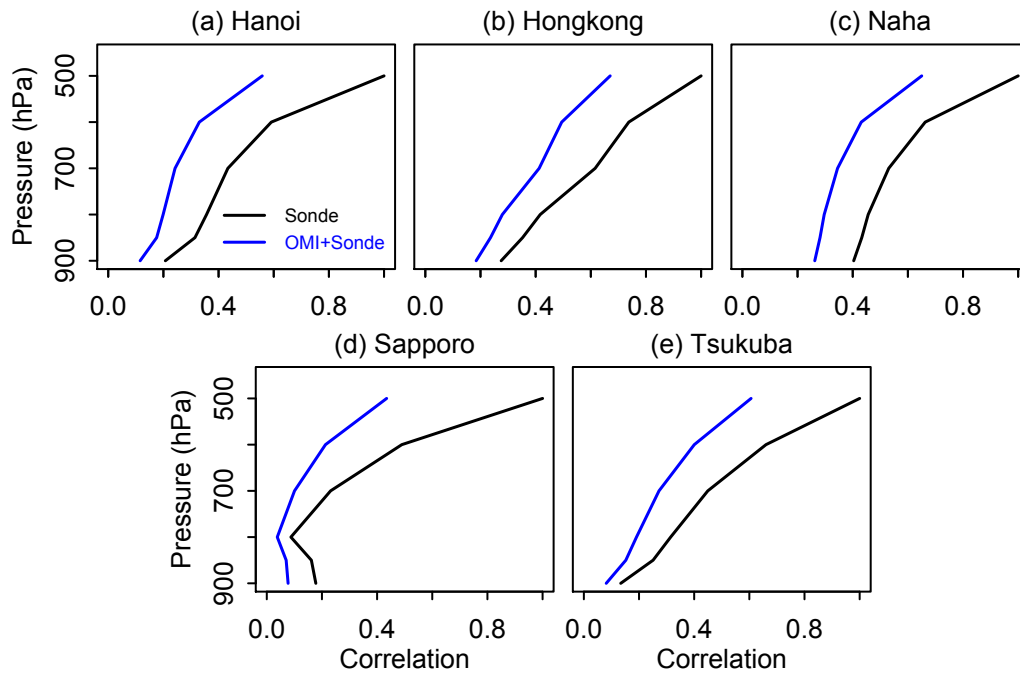 (a) Hanoi
(b) Hongkong
(c) Naha
Pressure (hPa)
500
700
900
Sonde
OMI+Sonde
0.0 0.4 0.8
0.0 0.4 0.8
0.0 0.4 0.8
(d) Sapporo
(e) Tsukuba
Pressure (hPa)
500
700
900
0.0 0.4 0.8
0.0 0.4 0.8
Correlation
Correlation